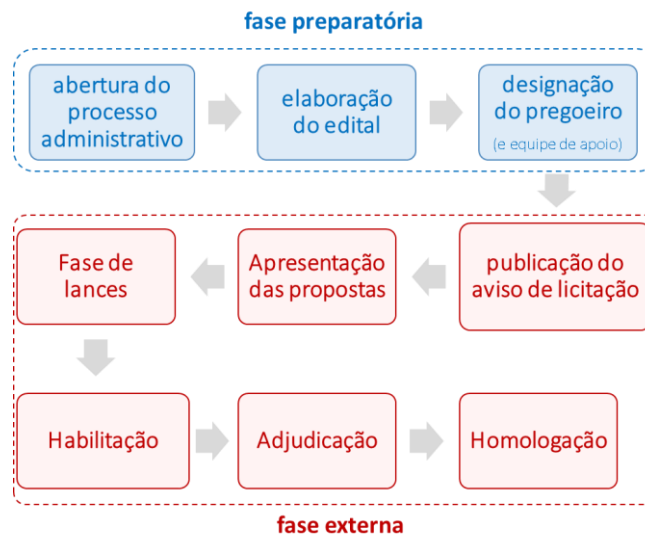 fase preparatória
abertura do
processo
administrativo
elaboração
do edital
designação
do pregoeiro
(e equipe de apoio)
publicação do
aviso de licitação
Apresentação
das propostas
Fase de
lances
Habilitação
Adjudicação
Homologação
fase externa